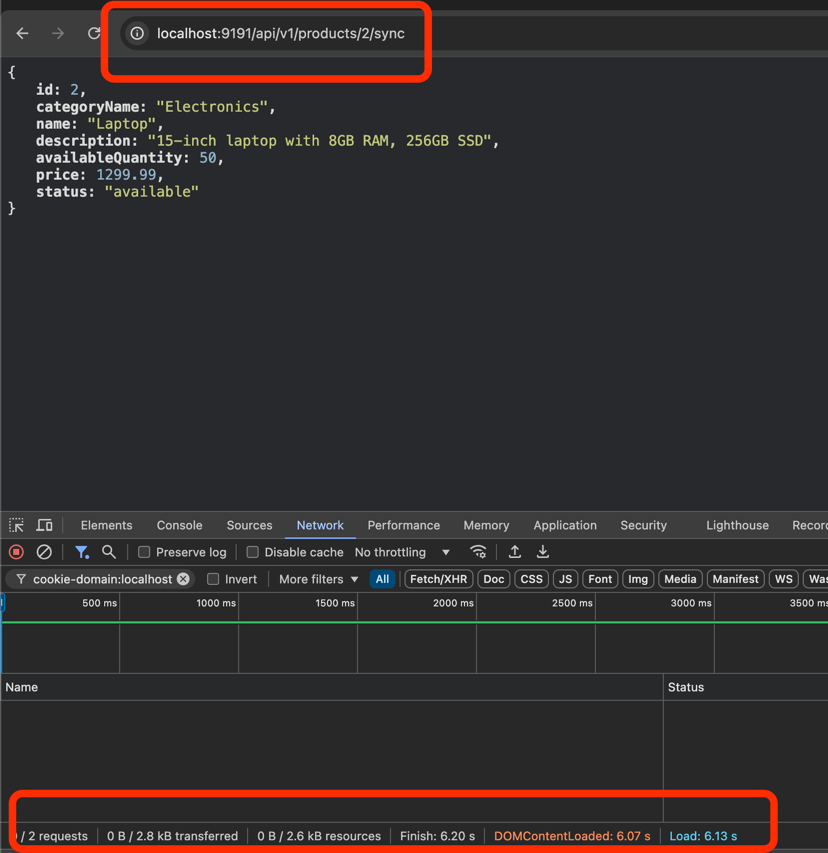 localhost:9191/api/v1/products/2/sync
{
id: 2,
categoryName: "Electronics",
name: "Laptop",
description: "15-inch laptop with 8GB RAM, 256GB SSD",
availableQuantity: 50,
price: 1299.99,
status: "available"
}
Elements Console Sources Network Performance Memory Application Security Lighthouse Recor
Preserve log Disable cache No throttling
cookie-domain:localhost Invert More filters All Fetch/XHR Doc CSS JS Font Img Media Manifest WS Was
500 ms 1000 ms 1500 ms 2000 ms 2500 ms 3000 ms 3500 ms
Name Status
/ 2 requests 0 B / 2.8 kB transferred 0 B / 2.6 kB resources Finish: 6.20 s DOMContentLoaded: 6.07 s Load: 6.13 s